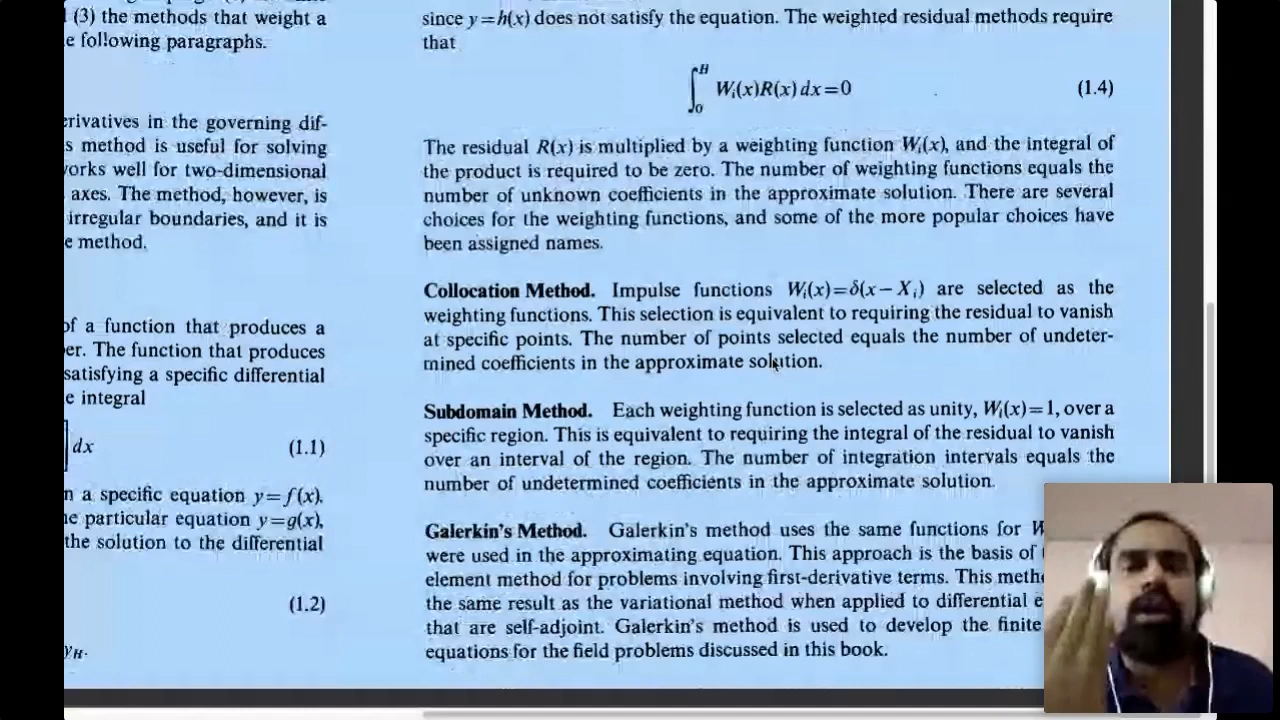 (3) the methods that weight a
e following paragraphs.
erivatives in the governing dif-
s method is useful for solving
orks well for two-dimensional
axes. The method, however, is
irregular boundaries, and it is
e method.
of a function that produces a
er. The function that produces
satisfying a specific differential
e integral
dx (1.1)
n a specific equation y=f(x),
ne particular equation y=g(x),
the solution to the differential
(1.2)
yH.
since y=h(x) does not satisfy the equation. The weighted residual methods require
that
∫₀ᴴ Wᵢ(x)R(x) dx=0 (1.4)
The residual R(x) is multiplied by a weighting function Wᵢ(x), and the integral of
the product is required to be zero. The number of weighting functions equals the
number of unknown coefficients in the approximate solution. There are several
choices for the weighting functions, and some of the more popular choices have
been assigned names.
Collocation Method. Impulse functions Wᵢ(x)=δ(x−Xᵢ) are selected as the
weighting functions. This selection is equivalent to requiring the residual to vanish
at specific points. The number of points selected equals the number of undeter-
mined coefficients in the approximate solution.
Subdomain Method. Each weighting function is selected as unity, Wᵢ(x)=1, over a
specific region. This is equivalent to requiring the integral of the residual to vanish
over an interval of the region. The number of integration intervals equals the
number of undetermined coefficients in the approximate solution.
Galerkin's Method. Galerkin's method uses the same functions for W
were used in the approximating equation. This approach is the basis of
element method for problems involving first-derivative terms. This meth
the same result as the variational method when applied to differential e
that are self-adjoint. Galerkin's method is used to develop the finite
equations for the field problems discussed in this book.